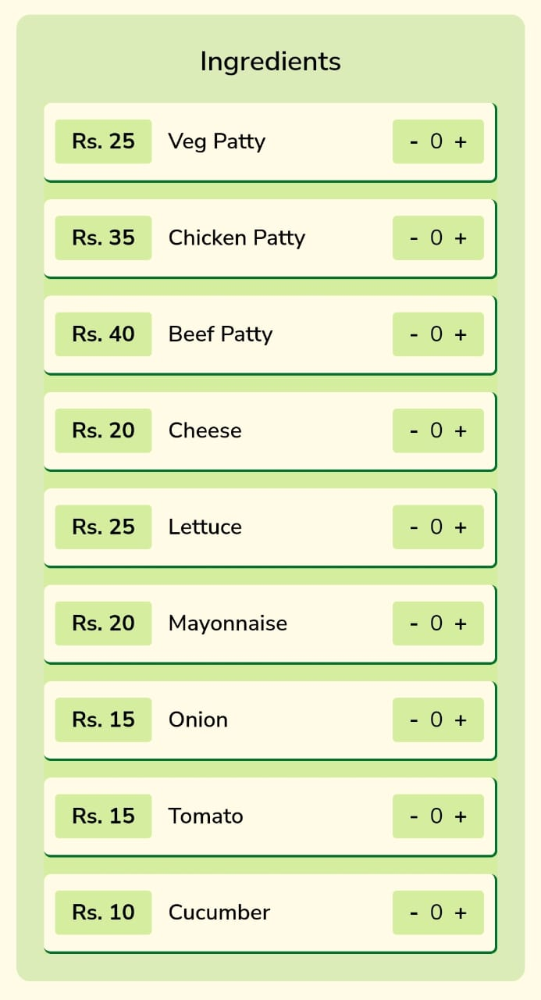 Ingredients
Rs. 25 Veg Patty - 0 +
Rs. 35 Chicken Patty - 0 +
Rs. 40 Beef Patty - 0 +
Rs. 20 Cheese - 0 +
Rs. 25 Lettuce - 0 +
Rs. 20 Mayonnaise - 0 +
Rs. 15 Onion - 0 +
Rs. 15 Tomato - 0 +
Rs. 10 Cucumber - 0 +